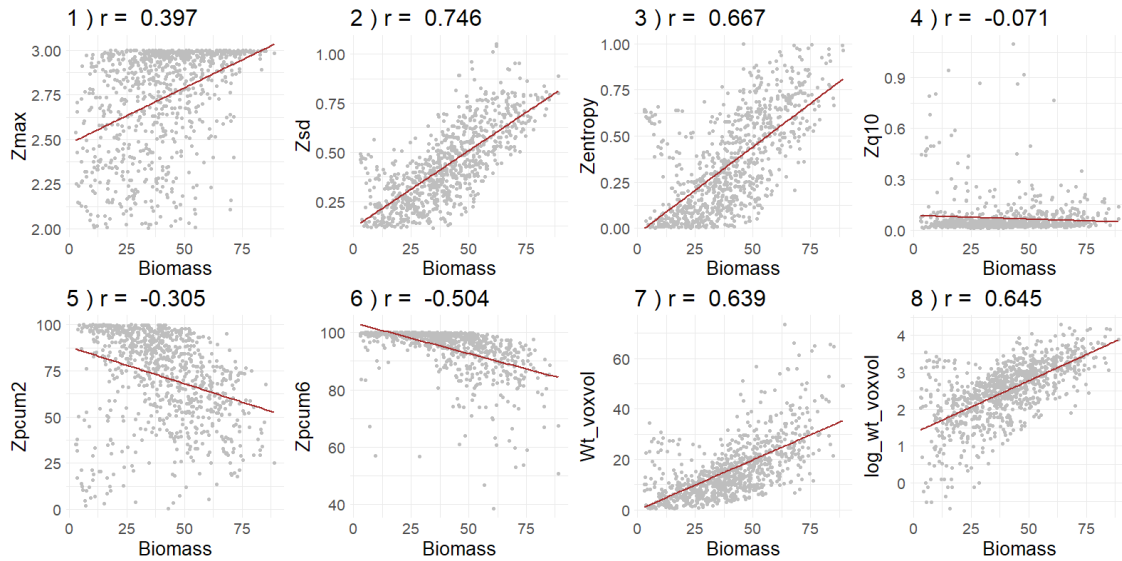 1 ) r =  0.397
2 ) r =  0.746
3 ) r =  0.667
4 ) r =  -0.071
Zmax
3.00
2.75
2.50
2.25
2.00
0 25 50 75
Biomass
Zsd
1.00
0.75
0.50
0.25
0 25 50 75
Biomass
Zentropy
1.00
0.75
0.50
0.25
0.00
0 25 50 75
Biomass
Zq10
0.9
0.6
0.3
0.0
0 25 50 75
Biomass
5 ) r =  -0.305
6 ) r =  -0.504
7 ) r =  0.639
8 ) r =  0.645
Zpcum2
100
75
50
25
0
0 25 50 75
Biomass
Zpcum6
100
80
60
40
0 25 50 75
Biomass
Wt_voxvol
60
40
20
0
0 25 50 75
Biomass
log_wt_voxvol
4
3
2
1
0
0 25 50 75
Biomass